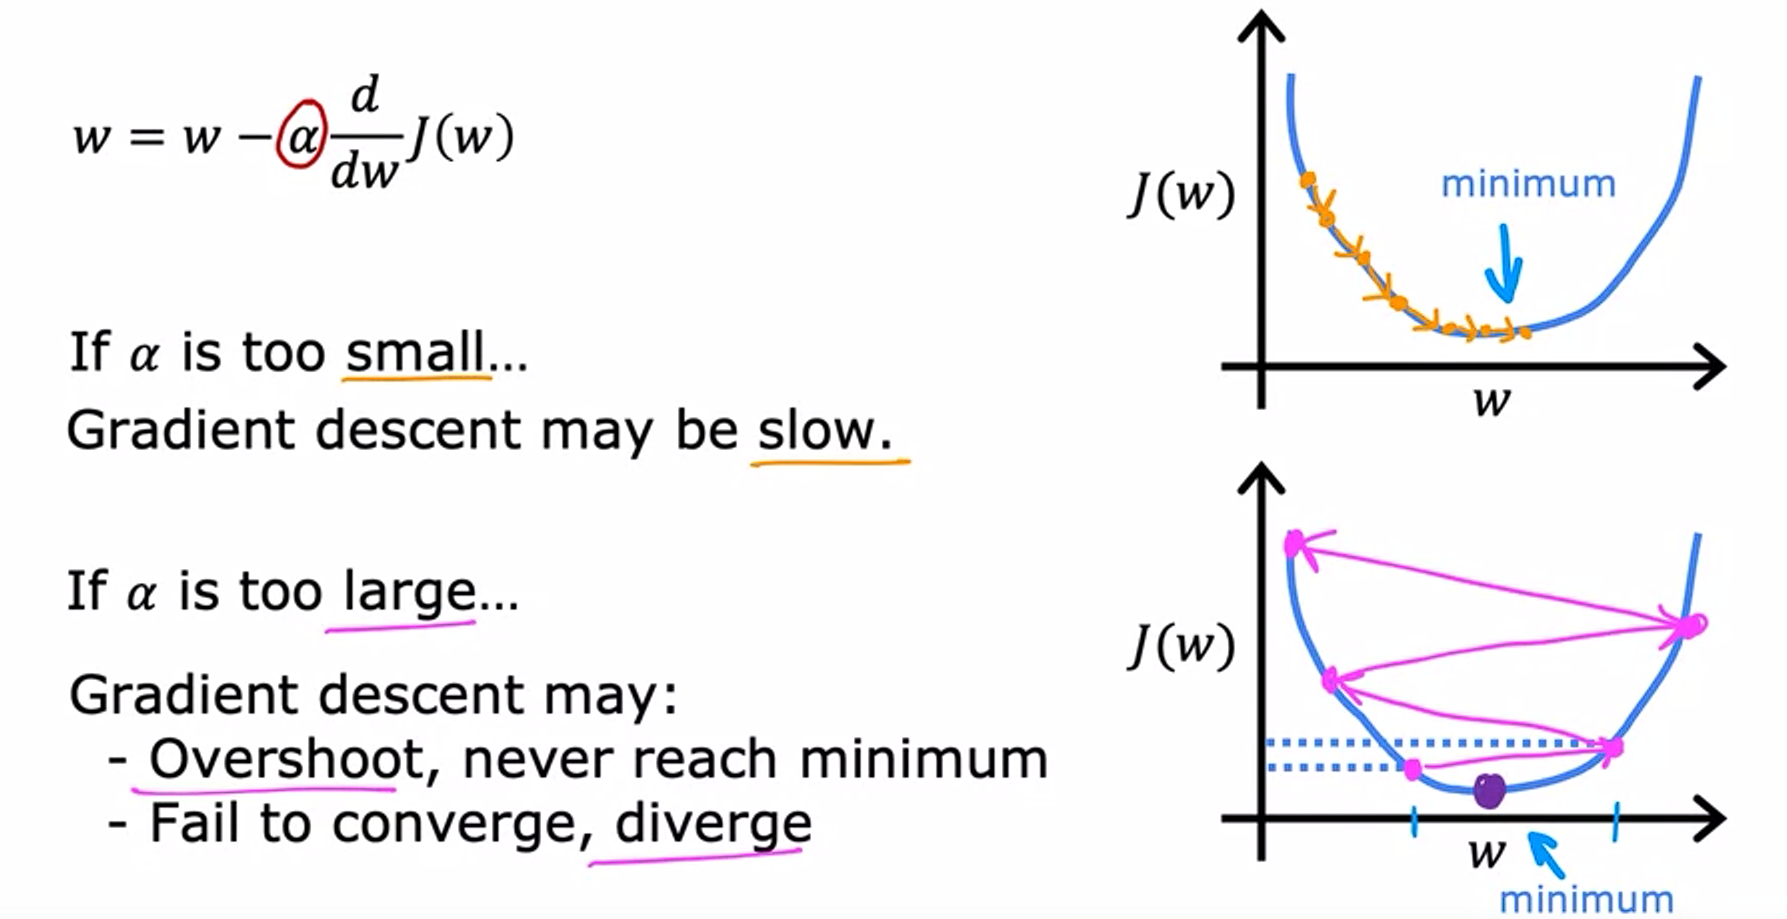 w = w − α d/dw J(w)
If α is too small...
Gradient descent may be slow.
If α is too large...
Gradient descent may:
- Overshoot, never reach minimum
- Fail to converge, diverge
J(w)
minimum
w
J(w)
w
minimum